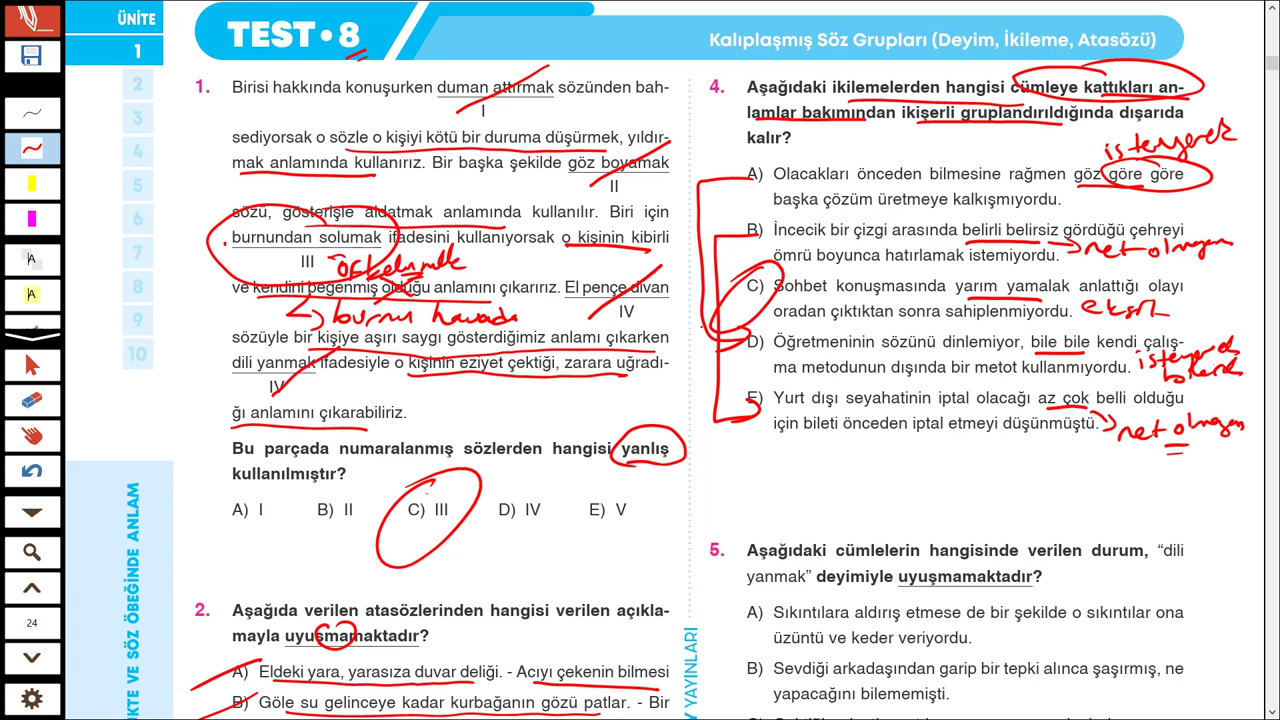 ÜNİTE
1
2
3
4
5
6
7
8
9
10
24
TEST•8
Kalıplaşmış Söz Grupları (Deyim, İkileme, Atasözü)
1. Birisi hakkında konuşurken duman attırmak sözünden bah-
I
sediyorsak o sözle o kişiyi kötü bir duruma düşürmek, yıldır-
mak anlamında kullanırız. Bir başka şekilde göz boyamak
II
sözü, gösterişle aldatmak anlamında kullanılır. Biri için
burnundan solumak ifadesini kullanıyorsak o kişinin kibirli
III
öfkelenmek
ve kendini beğenmiş olduğu anlamını çıkarırız. El pençe divan
IV
burnu havada
sözüyle bir kişiye aşırı saygı gösterdiğimiz anlamı çıkarken
dili yanmak ifadesiyle o kişinin eziyet çektiği, zarara uğradı-
IV
ğı anlamını çıkarabiliriz.
Bu parçada numaralanmış sözlerden hangisi yanlış
kullanılmıştır?
A) I B) II C) III D) IV E) V
2. Aşağıda verilen atasözlerinden hangisi verilen açıkla-
mayla uyuşmamaktadır?
A) Eldeki yara, yarasıza duvar deliği. - Acıyı çekenin bilmesi
B) Göle su gelinceye kadar kurbağanın gözü patlar. - Bir
4. Aşağıdaki ikilemelerden hangisi cümleye kattıkları an-
lamlar bakımından ikişerli gruplandırıldığında dışarıda
kalır?
isteyerek
A) Olacakları önceden bilmesine rağmen göz göre göre
başka çözüm üretmeye kalkışmıyordu.
B) İncecik bir çizgi arasında belirli belirsiz gördüğü çehreyi
ömrü boyunca hatırlamak istemiyordu. net olmayan
C) Sohbet konuşmasında yarım yamalak anlattığı olayı
oradan çıktıktan sonra sahiplenmiyordu. eksik
D) Öğretmeninin sözünü dinlemiyor, bile bile kendi çalış-
ma metodunun dışında bir metot kullanmıyordu. isteyerek
E) Yurt dışı seyahatinin iptal olacağı az çok belli olduğu
için bileti önceden iptal etmeyi düşünmüştü. net olmayan
5. Aşağıdaki cümlelerin hangisinde verilen durum, “dili
yanmak” deyimiyle uyuşmamaktadır?
A) Sıkıntılara aldırış etmese de bir şekilde o sıkıntılar ona
üzüntü ve keder veriyordu.
B) Sevdiği arkadaşından garip bir tepki alınca şaşırmış, ne
yapacağını bilememişti.
KTE VE SÖZ ÖBEĞİNDE ANLAM
YAYINLARI